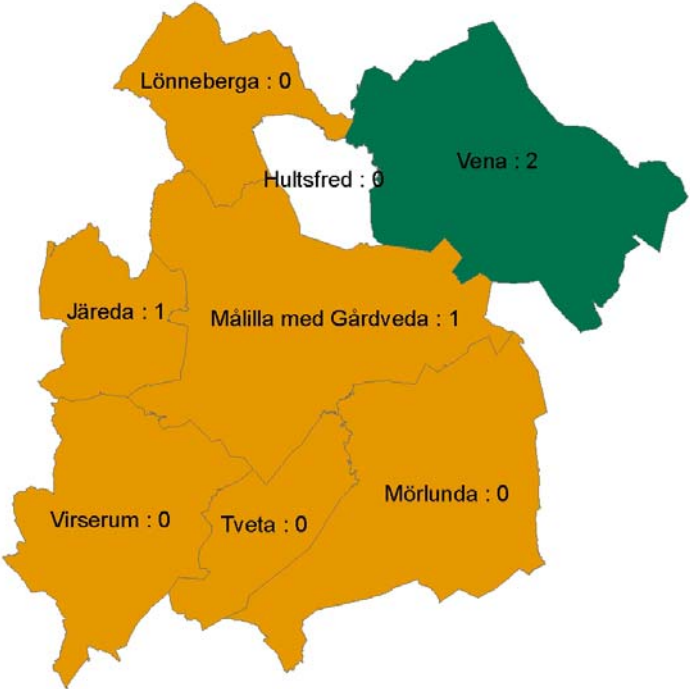 Lönneberga : 0
Vena : 2
Hultsfred : 0
Järeda : 1
Målilla med Gårdveda : 1
Mörlunda : 0
Virserum : 0
Tveta : 0